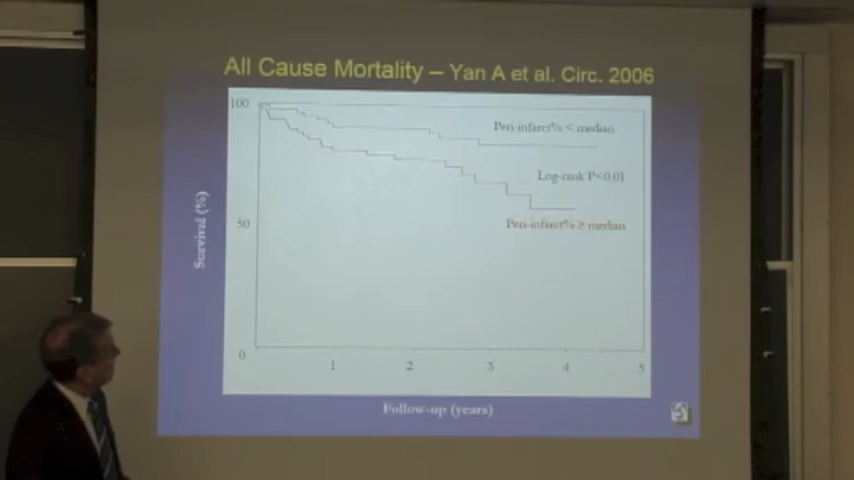 All Cause Mortality – Yan A et al. Circ. 2006
100
Peri-infarct% < median
Log-rank P<0.01
Survival (%)
50
Peri-infarct% ≥ median
0
1 2 3 4 5
Follow-up (years)